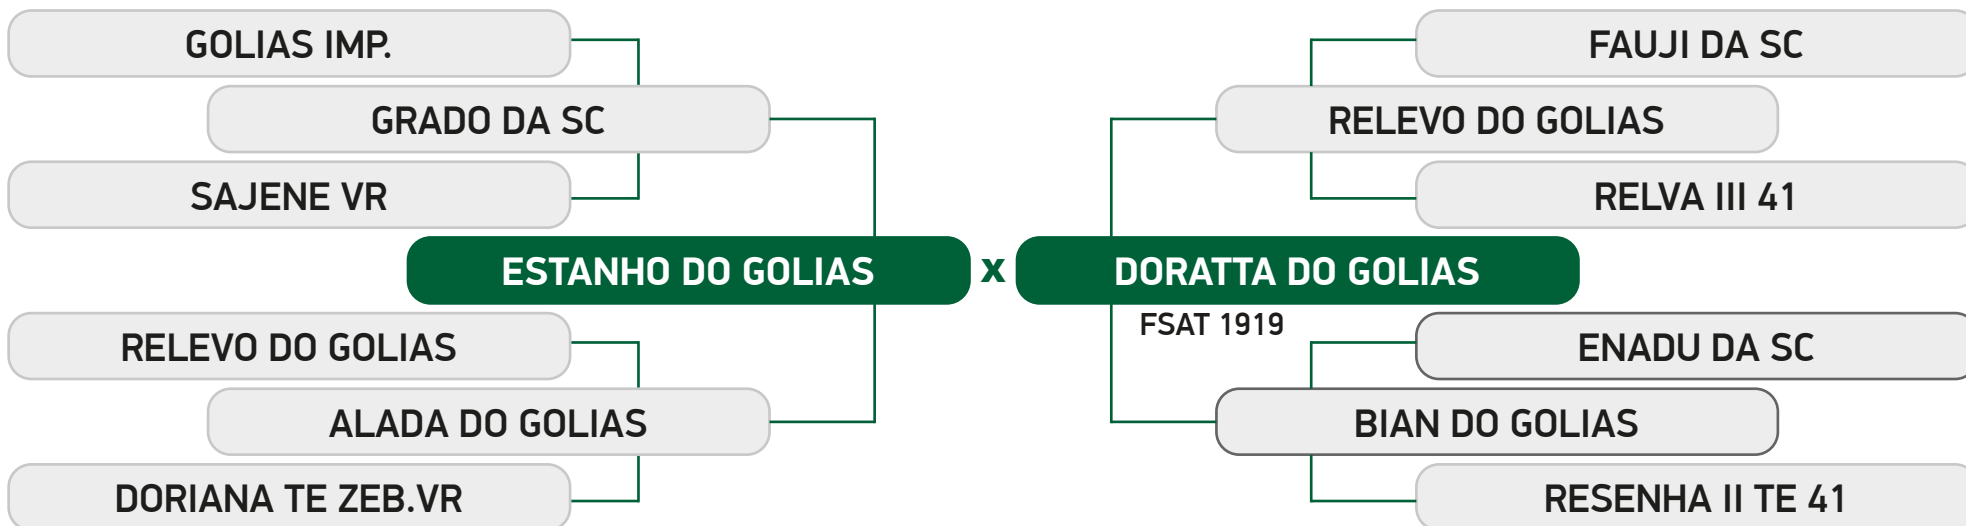 GOLIAS IMP.
FAUJI DA SC
GRADO DA SC
RELEVO DO GOLIAS
SAJENE VR
RELVA III 41
ESTANHO DO GOLIAS x DORATTA DO GOLIAS
FSAT 1919
RELEVO DO GOLIAS
ENADU DA SC
ALADA DO GOLIAS
BIAN DO GOLIAS
DORIANA TE ZEB.VR
RESENHA II TE 41